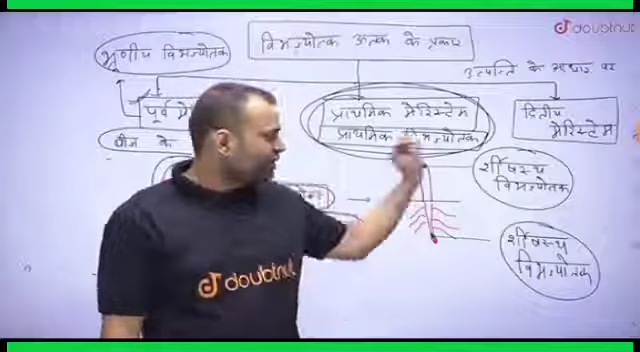 doubtnut
विभज्योतक ऊतक के प्रकार
भ्रूणीय विभज्योतक
उत्पत्ति के आधार पर
प्राथमिक मेरिस्टेम
प्राथमिक विभज्योतक
द्वितीय
मेरिस्टेम
बीज के
शीर्षस्थ
विभज्योतक
शीर्षस्थ
विभज्योतक
doubtnut